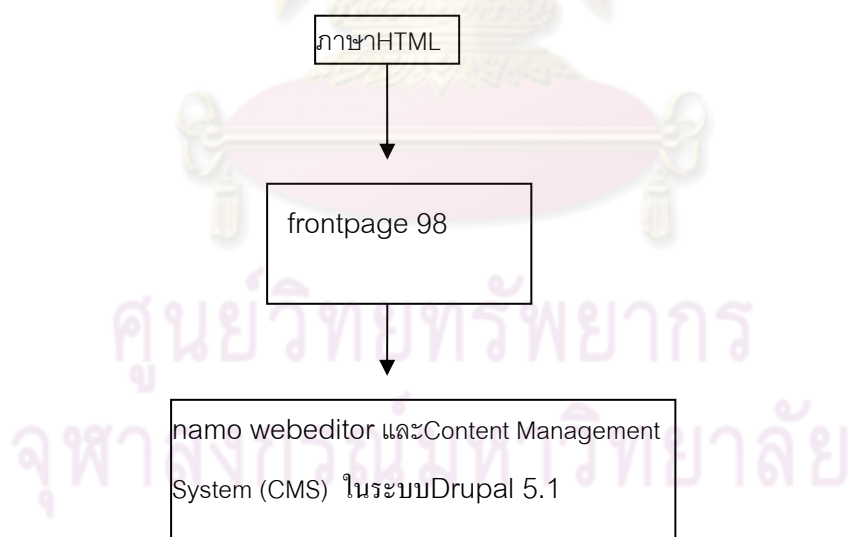 ภาษาHTML
frontpage 98
ศูนย์วิทยทรัพยากร
จุฬาลงกรณ์มหาวิทยาลัย
namo webeditor และContent Management
System (CMS) ในระบบDrupal 5.1